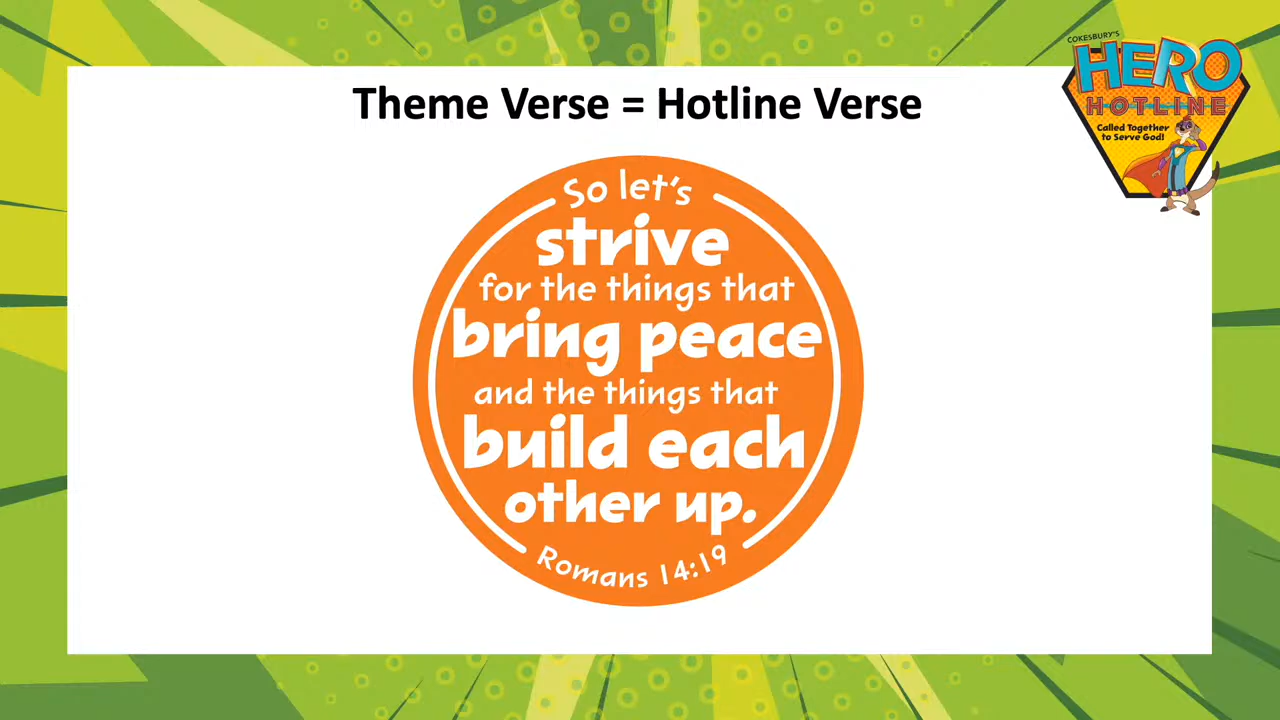 Theme Verse = Hotline Verse
COKESBURY'S
HERO
HOTLINE
Called Together
to Serve God!
So let's
strive
for the things that
bring peace
and the things that
build each
other up.
Romans 14:19